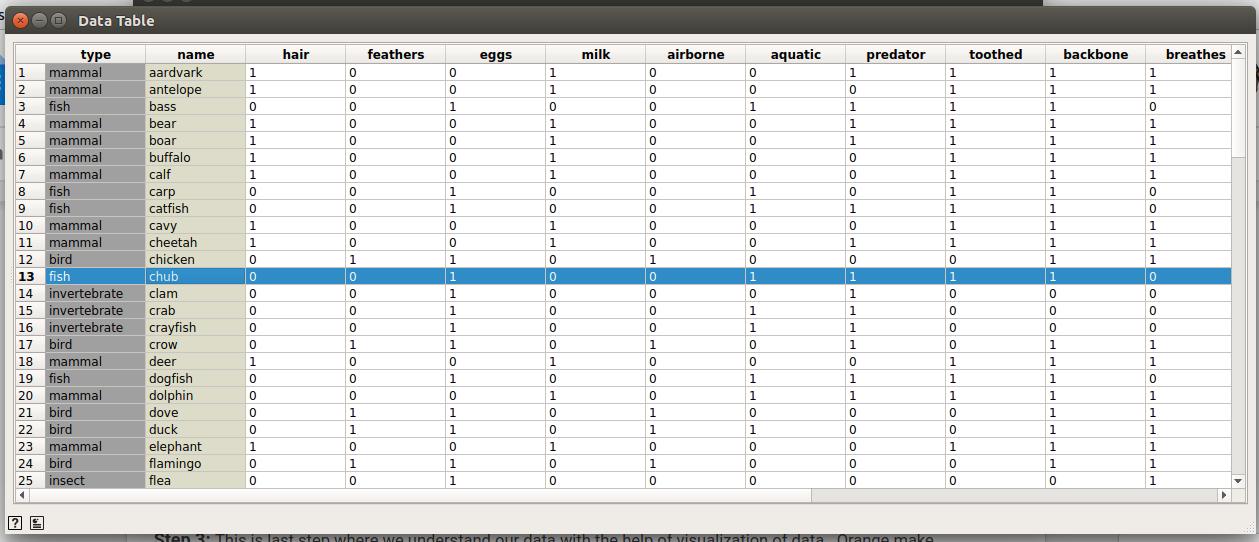 Data Table
type name hair feathers eggs milk airborne aquatic predator toothed backbone breathes
1 mammal aardvark 1 0 0 1 0 0 1 1 1 1
2 mammal antelope 1 0 0 1 0 0 0 1 1 1
3 fish bass 0 0 1 0 0 1 1 1 1 0
4 mammal bear 1 0 0 1 0 0 1 1 1 1
5 mammal boar 1 0 0 1 0 0 1 1 1 1
6 mammal buffalo 1 0 0 1 0 0 0 1 1 1
7 mammal calf 1 0 0 1 0 0 0 1 1 1
8 fish carp 0 0 1 0 0 1 0 1 1 0
9 fish catfish 0 0 1 0 0 1 1 1 1 0
10 mammal cavy 1 0 0 1 0 0 0 1 1 1
11 mammal cheetah 1 0 0 1 0 0 1 1 1 1
12 bird chicken 0 1 1 0 1 0 0 0 1 1
13 fish chub 0 0 1 0 0 1 1 1 1 0
14 invertebrate clam 0 0 1 0 0 0 1 0 0 0
15 invertebrate crab 0 0 1 0 0 1 1 0 0 0
16 invertebrate crayfish 0 0 1 0 0 1 1 0 0 0
17 bird crow 0 1 1 0 1 0 1 0 1 1
18 mammal deer 1 0 0 1 0 0 0 1 1 1
19 fish dogfish 0 0 1 0 0 1 1 1 1 0
20 mammal dolphin 0 0 0 1 0 1 1 1 1 1
21 bird dove 0 1 1 0 1 0 0 0 1 1
22 bird duck 0 1 1 0 1 1 0 0 1 1
23 mammal elephant 1 0 0 1 0 0 0 1 1 1
24 bird flamingo 0 1 1 0 1 0 0 0 1 1
25 insect flea 0 0 1 0 0 0 0 0 0 1
?
Step 3: This is last step where we understand our data with the help of visualization of data. Orange make